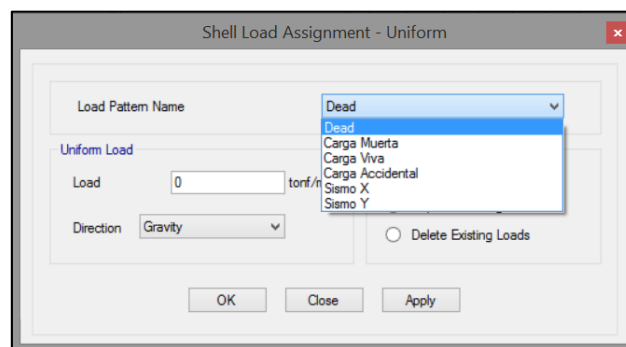 Shell Load Assignment - Uniform
Load Pattern Name
Dead
Dead
Carga Muerta
Carga Viva
Carga Accidental
Sismo X
Sismo Y
Uniform Load
Load
0
Direction
Gravity
Delete Existing Loads
OK
Close
Apply